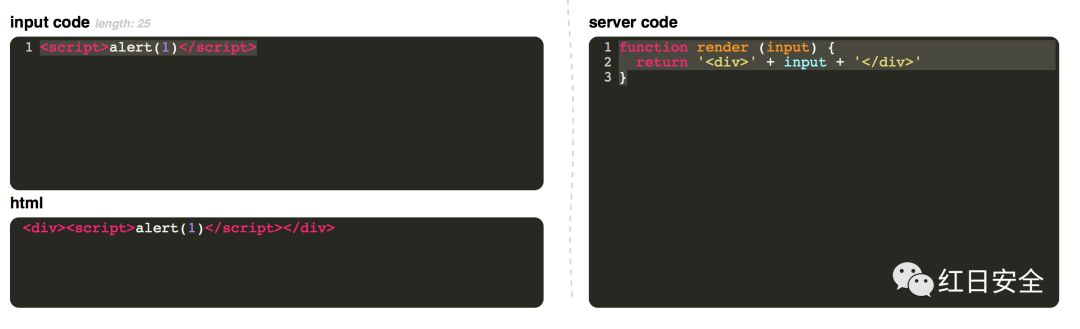 input code length: 25
1 <script>alert(1)</script>
html
<div><script>alert(1)</script></div>
server code
1 function render (input) {
2   return '<div>' + input + '</div>'
3 }
红日安全